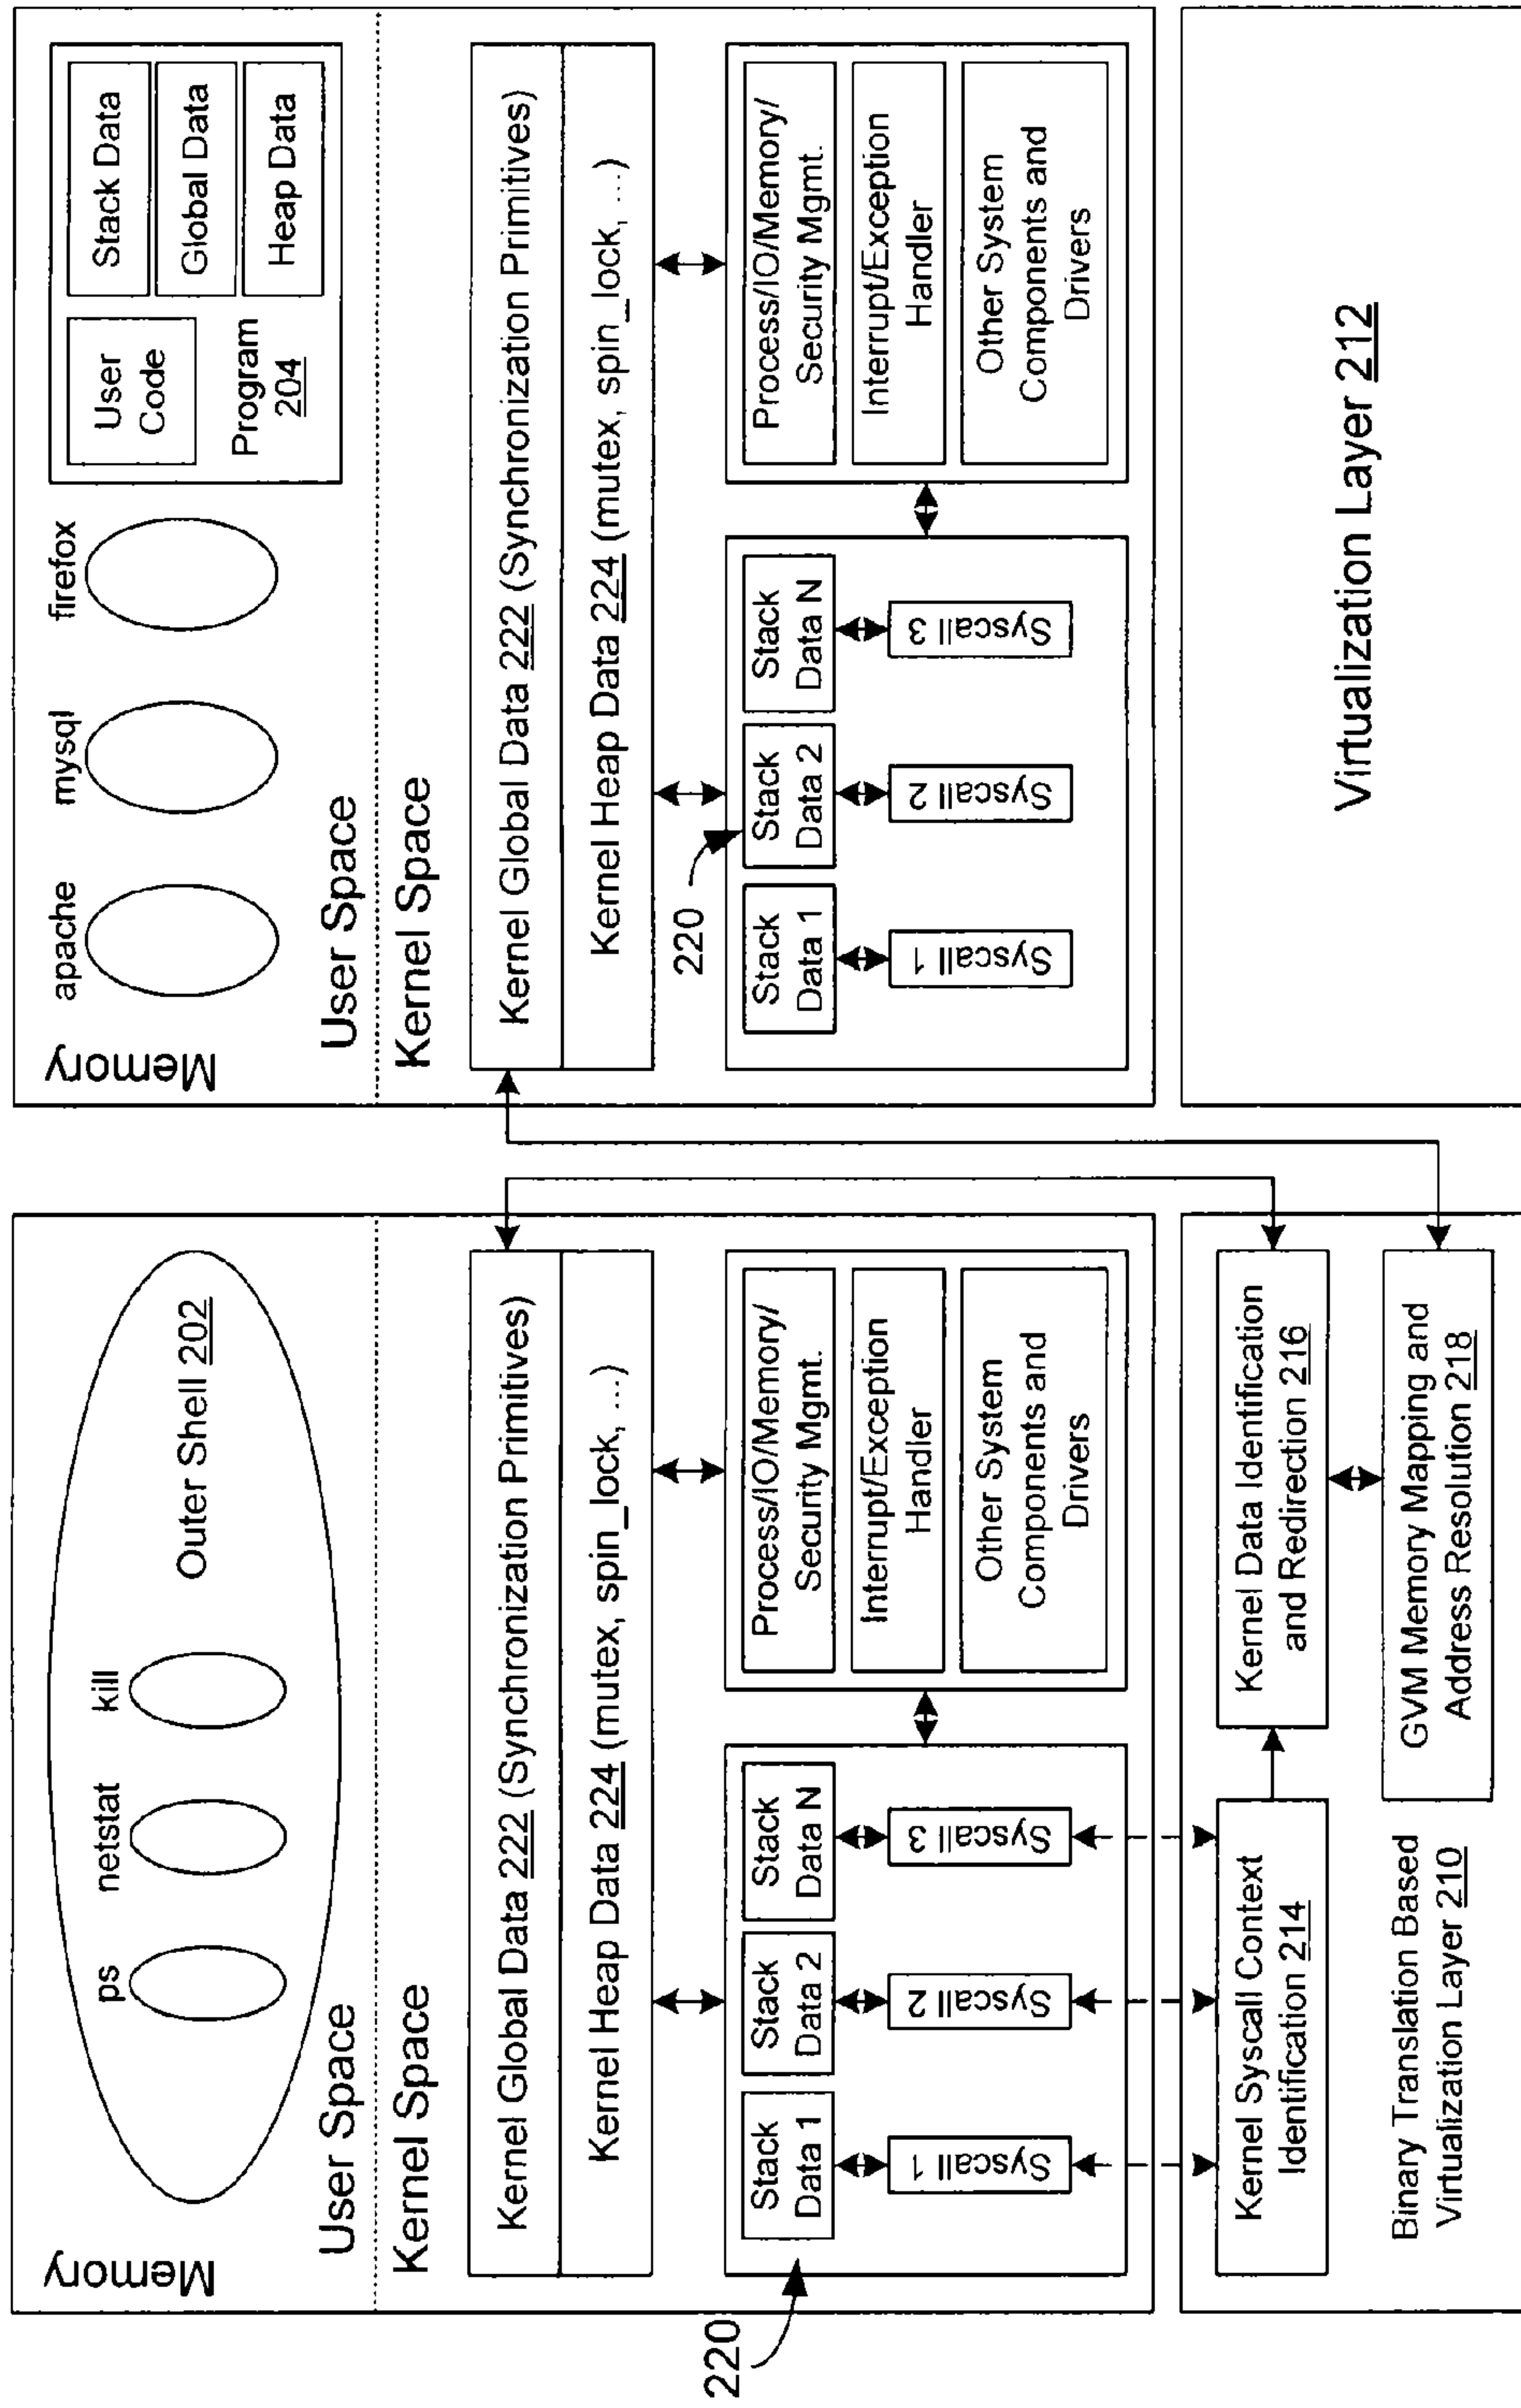 Memory
ps
netstat
kill
Outer Shell 202
User Space
Kernel Space
Kernel Global Data 222 (Synchronization Primitives)
Kernel Heap Data 224 (mutex, spin_lock, ...)
220
Stack
Data 1
Stack
Data 2
Stack
Data N
Syscall 1
Syscall 2
Syscall 3
Process/IO/Memory/
Security Mgmt.
Interrupt/Exception
Handler
Other System
Components and
Drivers
Kernel Syscall Context
Identification 214
Kernel Data Identification
and Redirection 216
Binary Translation Based
Virtualization Layer 210
GVM Memory Mapping and
Address Resolution 218
Memory
apache
mysql
firefox
User
Code
Program
204
Stack Data
Global Data
Heap Data
User Space
Kernel Space
Kernel Global Data 222 (Synchronization Primitives)
Kernel Heap Data 224 (mutex, spin_lock, ...)
220
Stack
Data 1
Stack
Data 2
Stack
Data N
Syscall 1
Syscall 2
Syscall 3
Process/IO/Memory/
Security Mgmt.
Interrupt/Exception
Handler
Other System
Components and
Drivers
Virtualization Layer 212